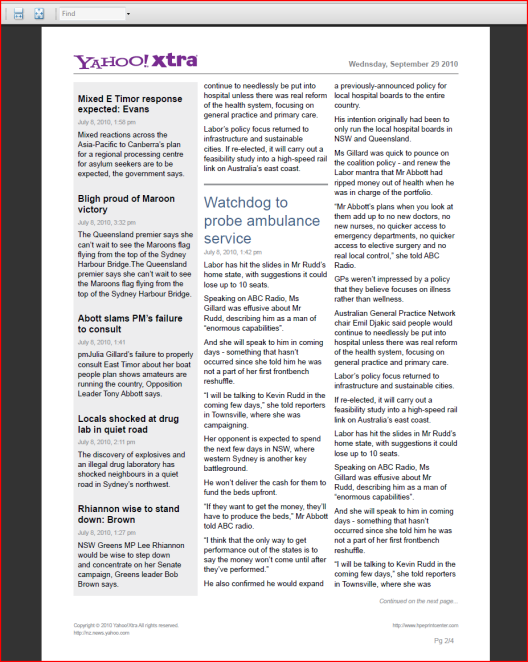 Find
YAHOO! xtra
Wednesday, September 29 2010
Mixed E Timor response
expected: Evans
July 8, 2010, 1:58 pm
Mixed reactions across the
Asia-Pacific to Canberra's plan
for a regional processing centre
for asylum seekers are to be
expected, the government says.
Bligh proud of Maroon
victory
July 8, 2010, 3:32 pm
The Queensland premier says she
can't wait to see the Maroons flag
flying from the top of the Sydney
Harbour Bridge.The Queensland
premier says she can't wait to see
the Maroons flag flying from the
top of the Sydney Harbour Bridge.
Abott slams PM's failure
to consult
July 8, 2010, 1:41
pmJulia Gillard's failure to properly
consult East Timor about her boat
people plan shows amateurs are
running the country, Opposition
Leader Tony Abbott says.
Locals shocked at drug
lab in quiet road
July 8, 2010, 2:11 pm
The discovery of explosives and
an illegal drug laboratory has
shocked neighbours in a quiet
road in Sydney's northwest.
Rhiannon wise to stand
down: Brown
July 8, 2010, 1:27 pm
NSW Greens MP Lee Rhiannon
would be wise to step down
and concentrate on her Senate
campaign, Greens leader Bob
Brown says.
continue to needlessly be put into
hospital unless there was real reform
of the health system, focusing on
general practice and primary care.
Labor's policy focus returned to
infrastructure and sustainable
cities. If re-elected, it will carry out a
feasibility study into a high-speed rail
link on Australia's east coast.
Watchdog to
probe ambulance
service
July 8, 2010, 1:42 pm
Labor has hit the slides in Mr Rudd's
home state, with suggestions it could
lose up to 10 seats.
Speaking on ABC Radio, Ms
Gillard was effusive about Mr
Rudd, describing him as a man of
"enormous capabilities".
And she will speak to him in coming
days - something that hasn't
occurred since she told him he was
not a part of her first frontbench
reshuffle.
"I will be talking to Kevin Rudd in the
coming few days," she told reporters
in Townsville, where she was
campaigning.
Her opponent is expected to spend
the next few days in NSW, where
western Sydney is another key
battleground.
He won't deliver the cash for them to
fund the beds upfront.
"If they want to get the money, they'll
have to produce the beds," Mr Abbott
told ABC radio.
"I think that the only way to get
performance out of the states is to
say the money won't come until after
they've performed."
He also confirmed he would expand
a previously-announced policy for
local hospital boards to the entire
country.
His intention originally had been to
only run the local hospital boards in
NSW and Queensland.
Ms Gillard was quick to pounce on
the coalition policy - and renew the
Labor mantra that Mr Abbott had
ripped money out of health when he
was in charge of the portfolio.
"Mr Abbott's plans when you look at
them add up to no new doctors, no
new nurses, no quicker access to
emergency departments, no quicker
access to elective surgery and no
real local control," she told ABC
Radio.
GPs weren't impressed by a policy
that they believe focuses on illness
rather than wellness.
Australian General Practice Network
chair Emil Djakic said people would
continue to needlessly be put into
hospital unless there was real reform
of the health system, focusing on
general practice and primary care.
Labor's policy focus returned to
infrastructure and sustainable cities.
If re-elected, it will carry out a
feasibility study into a high-speed rail
link on Australia's east coast.
Labor has hit the slides in Mr Rudd's
home state, with suggestions it could
lose up to 10 seats.
Speaking on ABC Radio, Ms
Gillard was effusive about Mr
Rudd, describing him as a man of
"enormous capabilities".
And she will speak to him in coming
days - something that hasn't
occurred since she told him he was
not a part of her first frontbench
reshuffle.
"I will be talking to Kevin Rudd in the
coming few days," she told reporters
in Townsville, where she was
Continued on the next page...
Copyright © 2010 Yahoo!Xtra All rights reserved.
http://nz.news.yahoo.com
http://www.hpeprintcenter.com
Pg 2/4